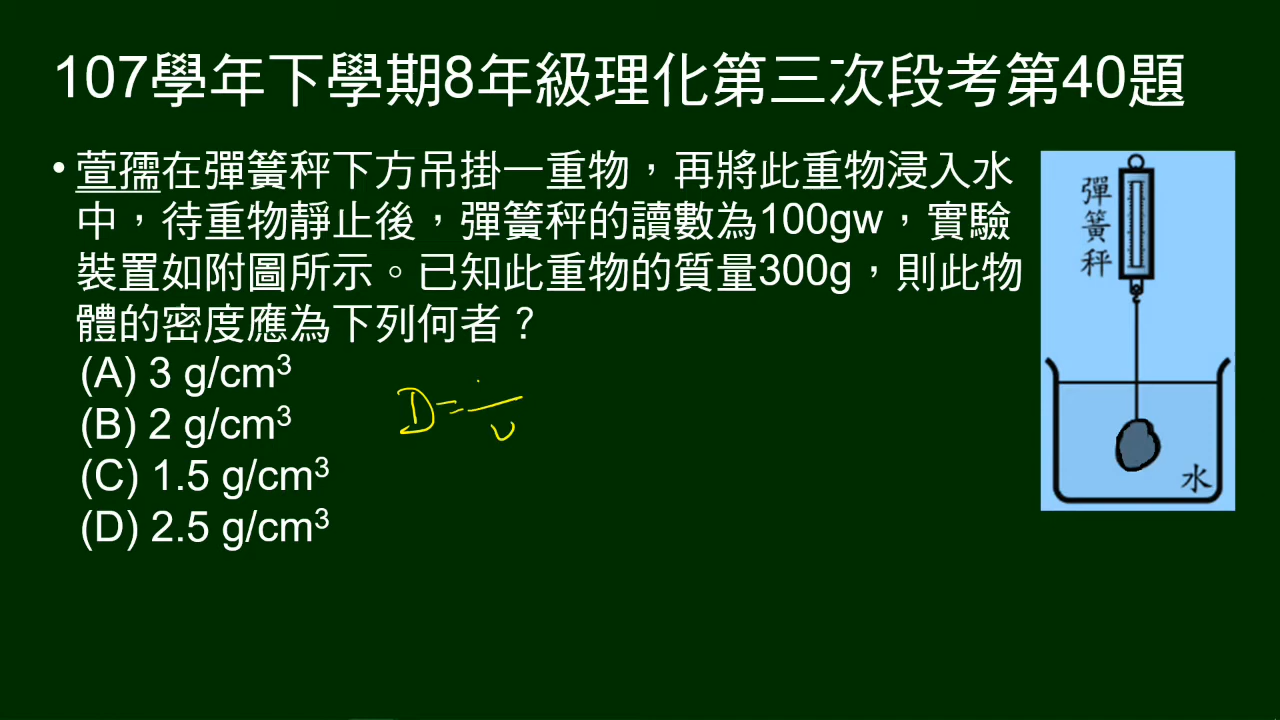 107學年下學期8年級理化第三次段考第40題
• 萱孺在彈簧秤下方吊掛一重物，再將此重物浸入水
中，待重物靜止後，彈簧秤的讀數為100gw，實驗
裝置如附圖所示。已知此重物的質量300g，則此物
體的密度應為下列何者？
(A) 3 g/cm³
(B) 2 g/cm³
(C) 1.5 g/cm³
(D) 2.5 g/cm³
D=
v
彈簧秤
水